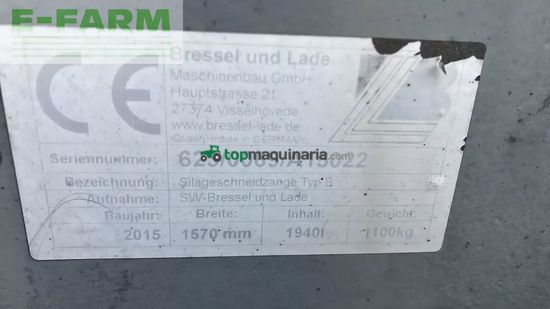 E-FARM
CE
Bressel und Lade
Maschinenbau GmbH
Hauptstrasse 21
27374 Visselhövede
www.bressel-lade.de
Quality made in GERMANY
Seriennummer:
topmaquinaria.com
Bezeichnung: Silageschneidzange Typ S
Aufnahme: SW-Bressel und Lade
Baujahr: Breite: Inhalt: Gewicht:
2015 1570 mm 1940l 1100kg